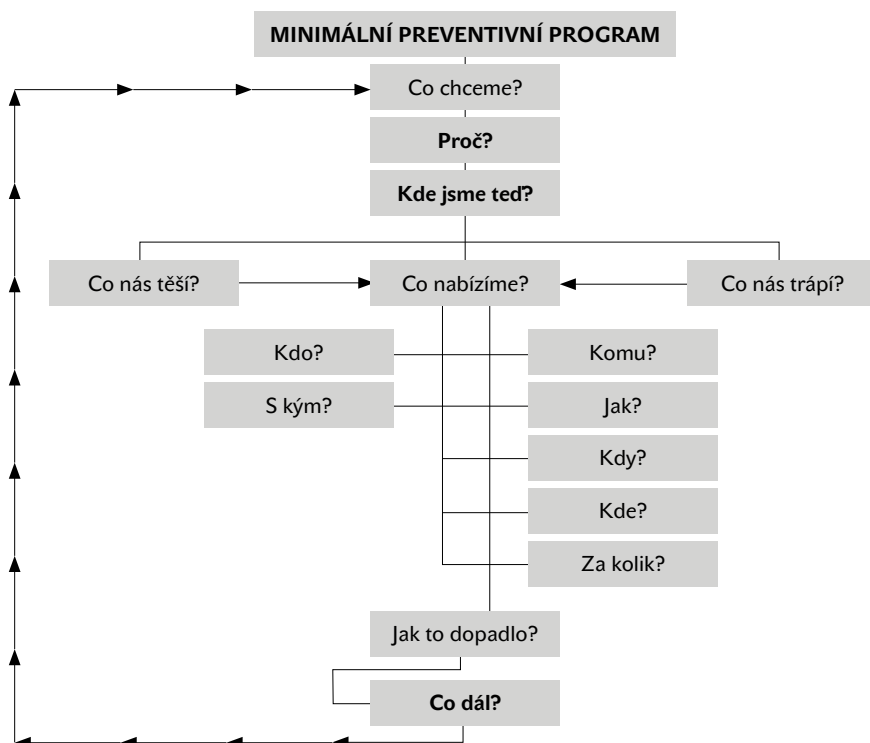 MINIMÁLNÍ PREVENTIVNÍ PROGRAM
Co chceme?
Proč?
Kde jsme teď?
Co nás těší?
Co nabízíme?
Co nás trápí?
Kdo?
Komu?
S kým?
Jak?
Kdy?
Kde?
Za kolik?
Jak to dopadlo?
Co dál?